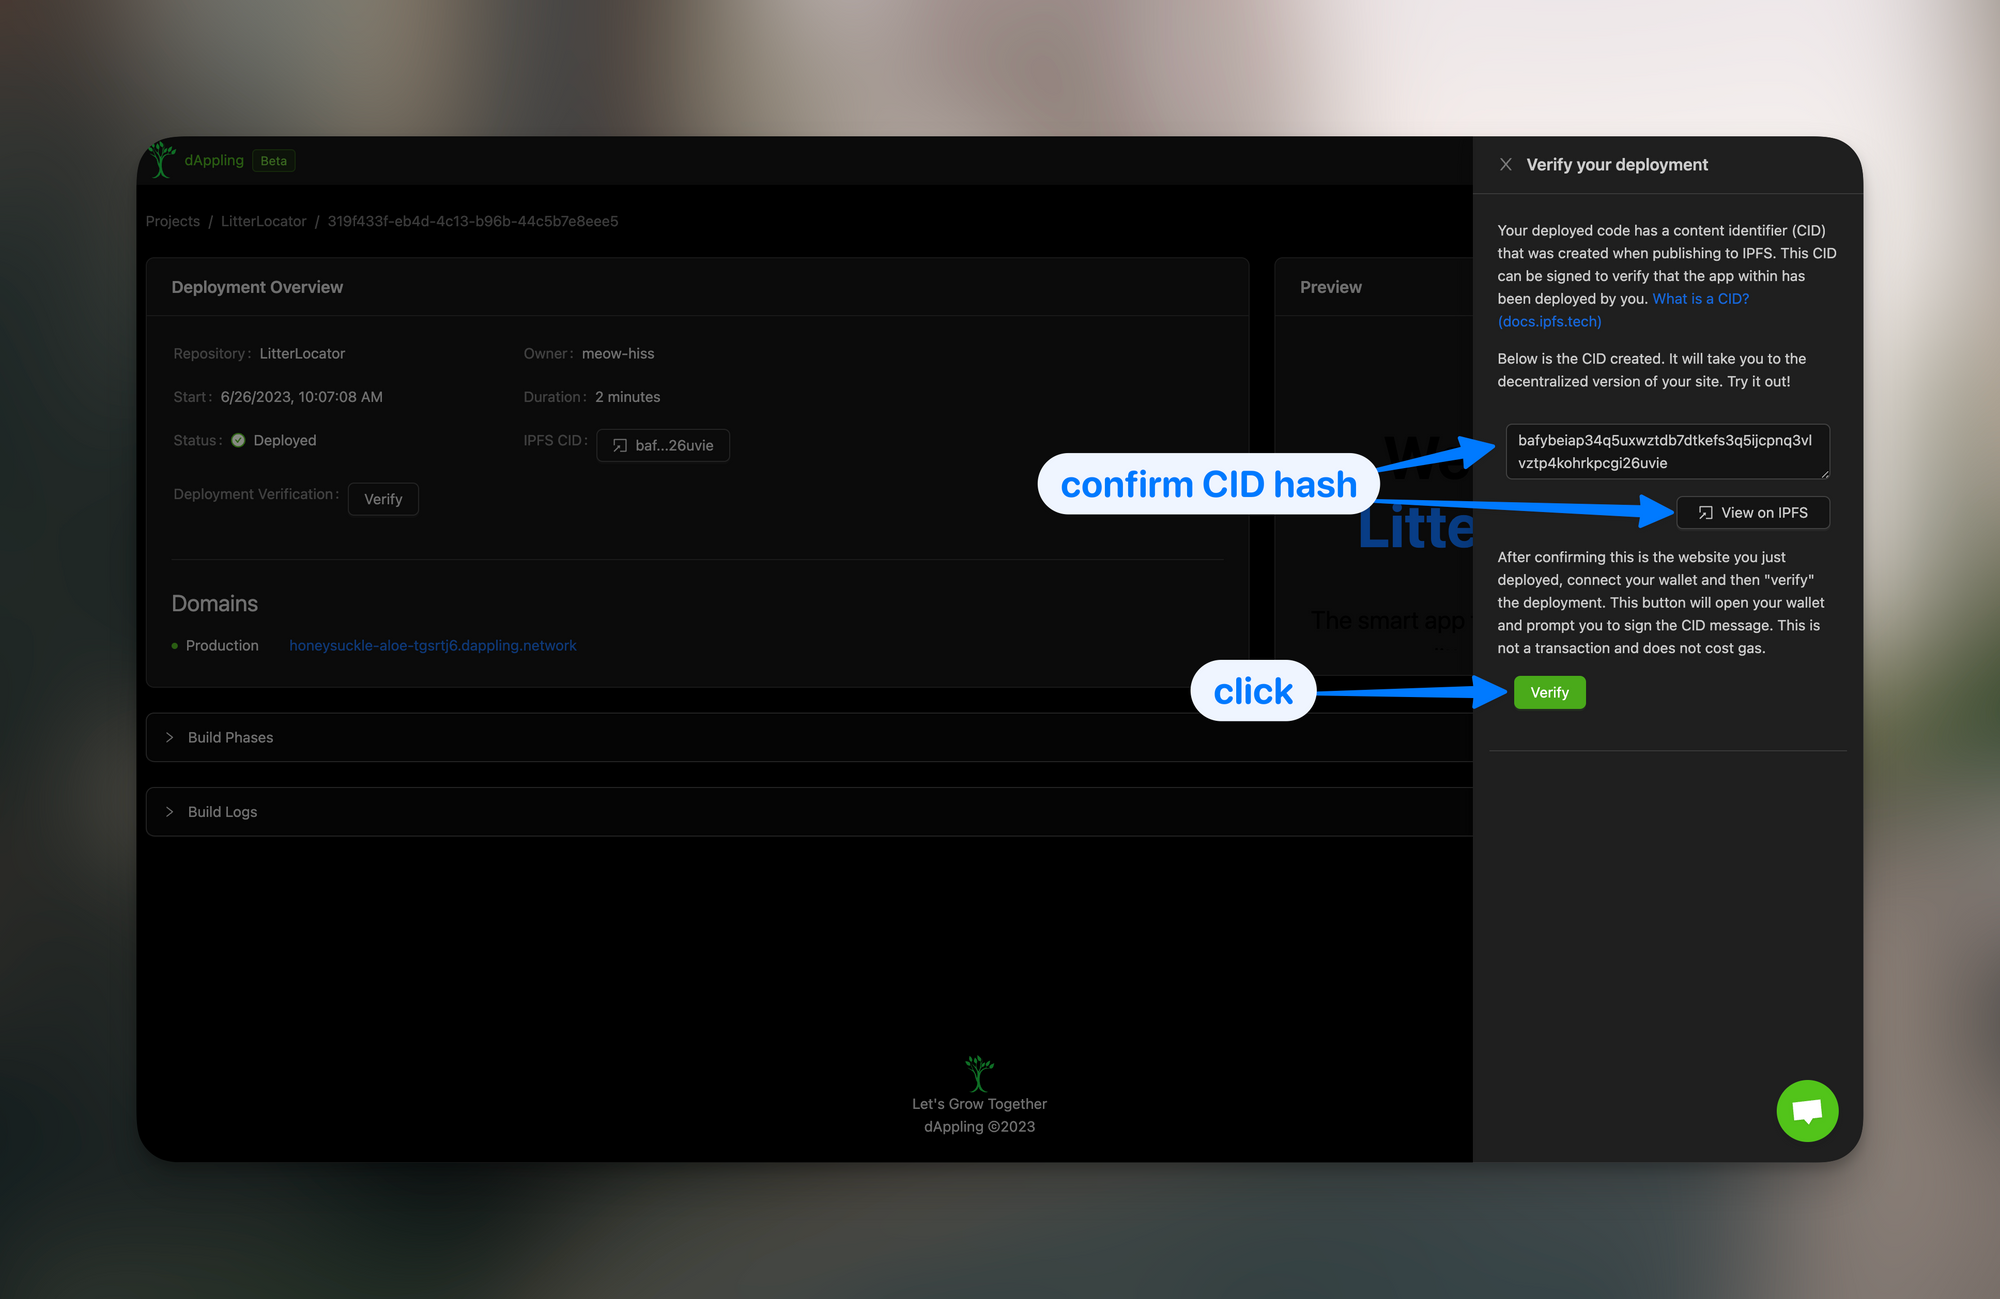 dAppling Beta
Projects / LitterLocator / 319f433f-eb4d-4c13-b96b-44c5b7e8eee5
Deployment Overview
Repository: LitterLocator
Owner: meow-hiss
Start: 6/26/2023, 10:07:08 AM
Duration: 2 minutes
Status: Deployed
IPFS CID: baf...26uvie
Deployment Verification: Verify
Domains
Production honeysuckle-aloe-tgsrtj6.dappling.network
Preview
We
Litte
The smart app
Build Phases
Build Logs
Let's Grow Together
dAppling ©2023
confirm CID hash
click
Verify your deployment
Your deployed code has a content identifier (CID)
that was created when publishing to IPFS. This CID
can be signed to verify that the app within has
been deployed by you. What is a CID?
(docs.ipfs.tech)
Below is the CID created. It will take you to the
decentralized version of your site. Try it out!
bafybeiap34q5uxwztdb7dtkefs3q5ijcpnq3vl
vztp4kohrkpcgi26uvie
View on IPFS
After confirming this is the website you just
deployed, connect your wallet and then "verify"
the deployment. This button will open your wallet
and prompt you to sign the CID message. This is
not a transaction and does not cost gas.
Verify